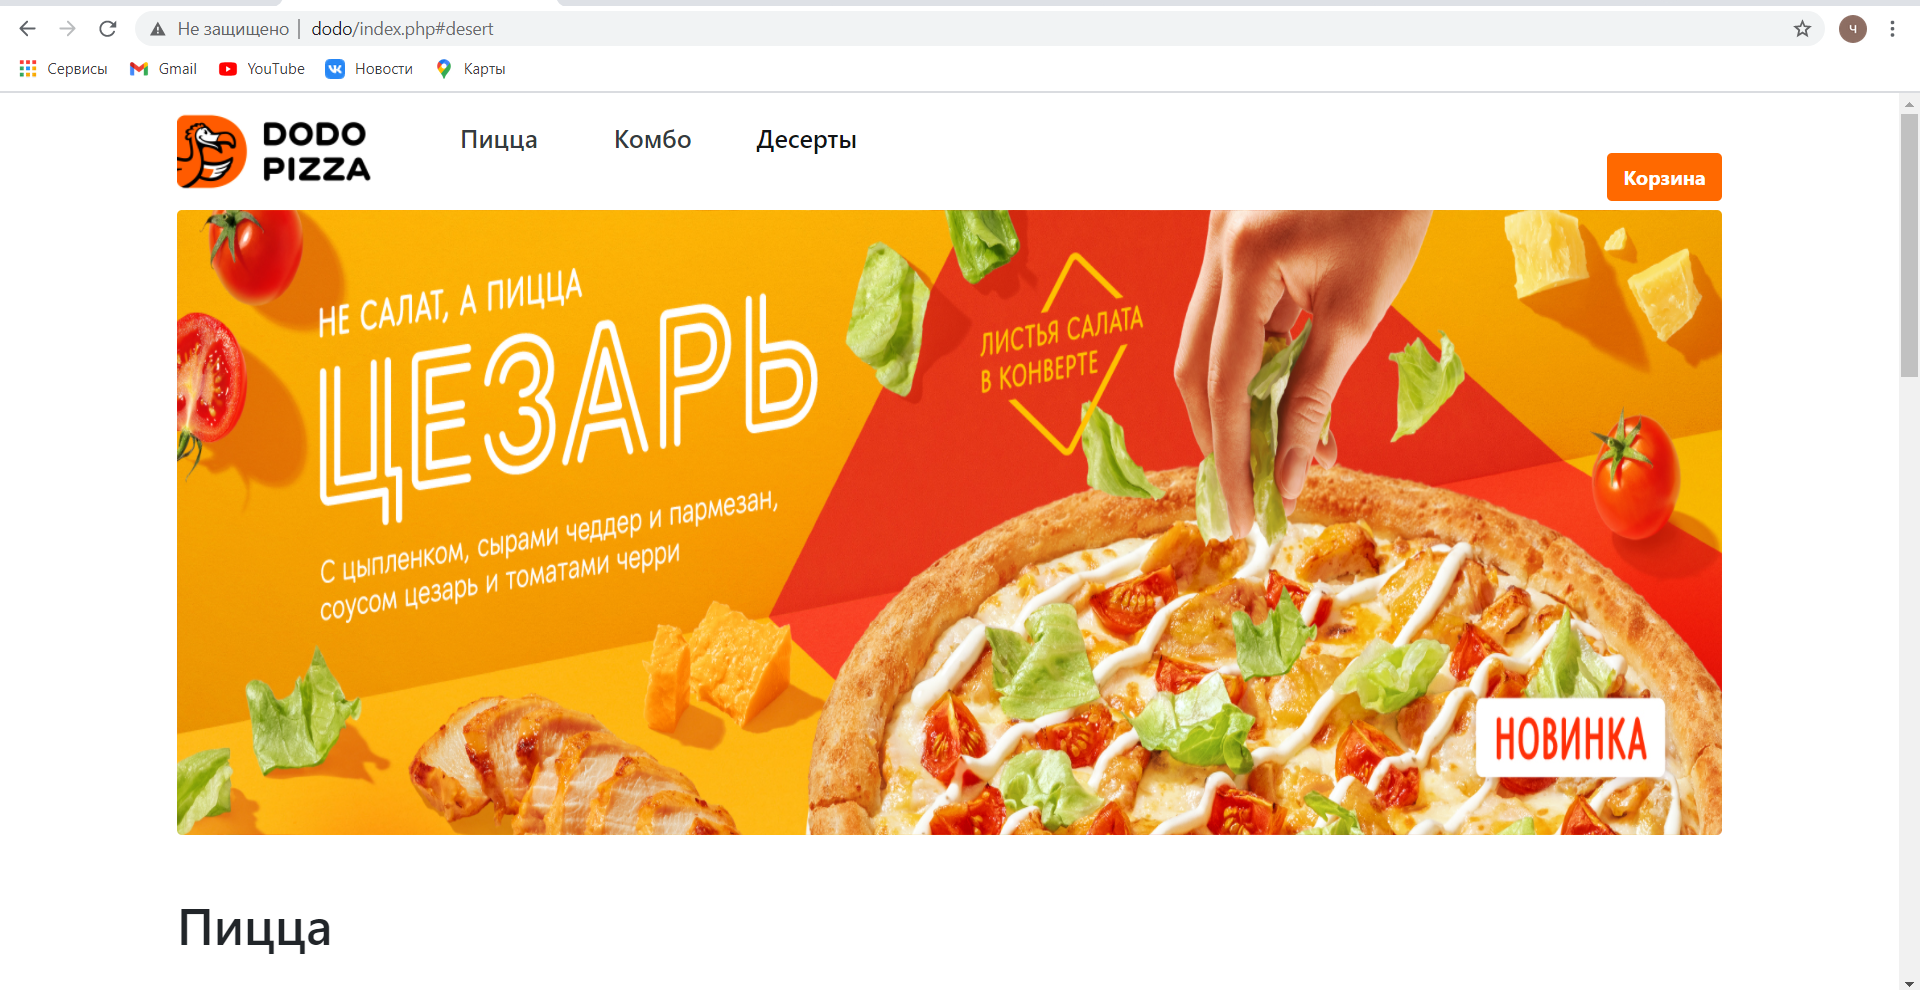 Не защищено | dodo/index.php#desert
ч
Сервисы Gmail YouTube Новости Карты
DODO
PIZZA
Пицца Комбо Десерты
Корзина
НЕ САЛАТ, А ПИЦЦА
ЦЕЗАРЬ
С цыпленком, сырами чеддер и пармезан,
соусом цезарь и томатами черри
ЛИСТЬЯ САЛАТА
В КОНВЕРТЕ
НОВИНКА
Пицца